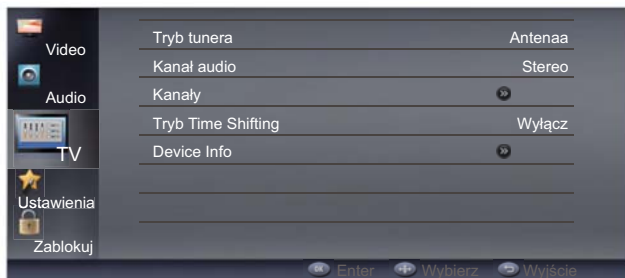 Video
Audio
TV
Ustawienia
Zablokuj
Tryb tunera Antenaa
Kanał audio Stereo
Kanały
Tryb Time Shifting Wyłącz
Device Info
OK Enter Wybierz Wyjście